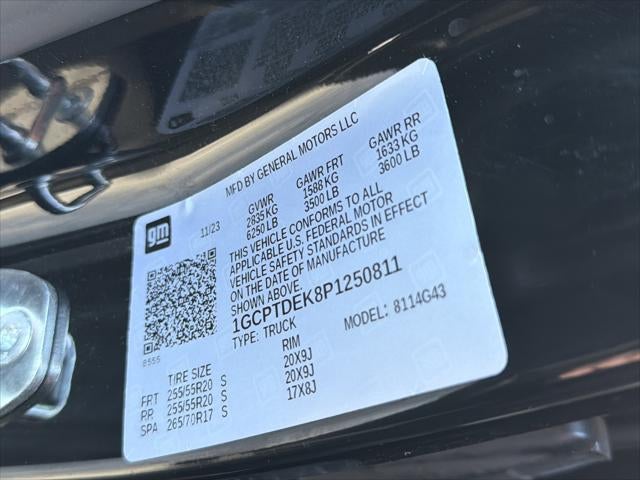 MFD BY GENERAL MOTORS LLC
gm
11/23
GVWR GAWR FRT GAWR RR
2835 KG 1588 KG 1633 KG
6250 LB 3500 LB 3600 LB
THIS VEHICLE CONFORMS TO ALL
APPLICABLE U.S. FEDERAL MOTOR
VEHICLE SAFETY STANDARDS IN EFFECT
ON THE DATE OF MANUFACTURE
SHOWN ABOVE.
1GCPTDEK8P1250811
TYPE: TRUCK MODEL: 8114G43
8555
TIRE SIZE RIM
FRT 255/55R20 S 20X9J
RR 255/55R20 S 20X9J
SPA 265/70R17 S 17X8J